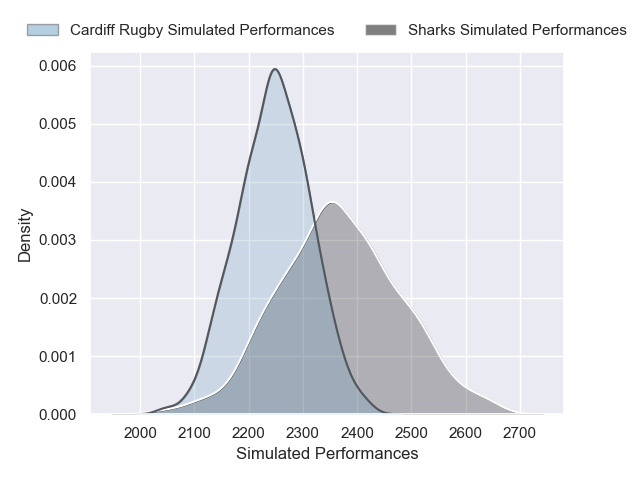 Cardiff Rugby Simulated Performances
Sharks Simulated Performances
0.006
0.005
0.004
0.003
0.002
0.001
0.000
Density
2000 2100 2200 2300 2400 2500 2600 2700
Simulated Performances